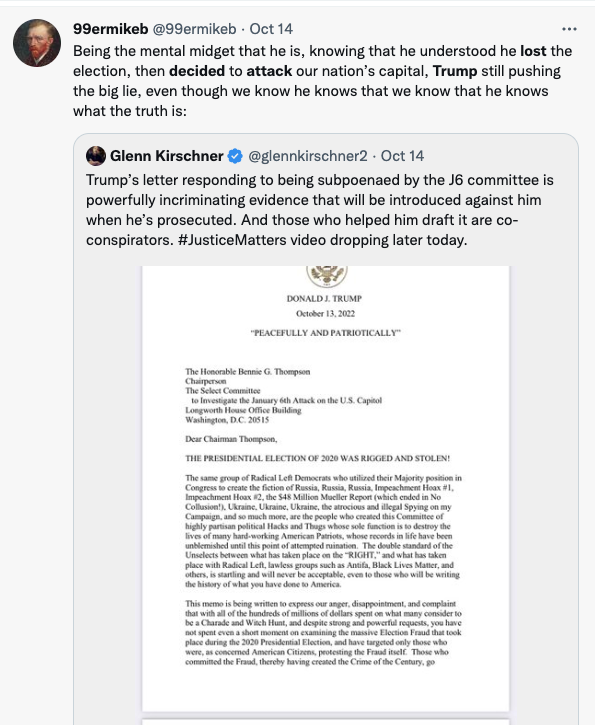 99ermikeb @99ermikeb · Oct 14
Being the mental midget that he is, knowing that he understood he lost the
election, then decided to attack our nation’s capital, Trump still pushing
the big lie, even though we know he knows that we know that he knows
what the truth is:
Glenn Kirschner @glennkirschner2 · Oct 14
Trump’s letter responding to being subpoenaed by the J6 committee is
powerfully incriminating evidence that will be introduced against him
when he’s prosecuted. And those who helped him draft it are co-
conspirators. #JusticeMatters video dropping later today.
DONALD J. TRUMP
October 13, 2022
“PEACEFULLY AND PATRIOTICALLY”
The Honorable Bennie G. Thompson
Chairperson
The Select Committee
to Investigate the January 6th Attack on the U.S. Capitol
Longworth House Office Building
Washington, D.C. 20515
Dear Chairman Thompson,
THE PRESIDENTIAL ELECTION OF 2020 WAS RIGGED AND STOLEN!
The same group of Radical Left Democrats who utilized their Majority position in
Congress to create the fiction of Russia, Russia, Russia, Impeachment Hoax #1,
Impeachment Hoax #2, the $48 Million Mueller Report (which ended in No
Collusion!), Ukraine, Ukraine, Ukraine, the atrocious and illegal Spying on my
Campaign, and so much more, are the people who created this Committee of
highly partisan political Hacks and Thugs whose sole function is to destroy the
lives of many hard-working American Patriots, whose records in life have been
unblemished until this point of attempted ruination. The double standard of the
Unselects between what has taken place on the “RIGHT,” and what has taken
place with Radical Left, lawless groups such as Antifa, Black Lives Matter, and
others, is startling and will never be acceptable, even to those who will be writing
the history of what you have done to America.
This memo is being written to express our anger, disappointment, and complaint
that with all of the hundreds of millions of dollars spent on what many consider to
be a Charade and Witch Hunt, and despite strong and powerful requests, you have
not spent even a short moment on examining the massive Election Fraud that took
place during the 2020 Presidential Election, and have targeted only those who
were, as concerned American Citizens, protesting the Fraud itself. Those who
committed the Fraud, thereby having created the Crime of the Century, go